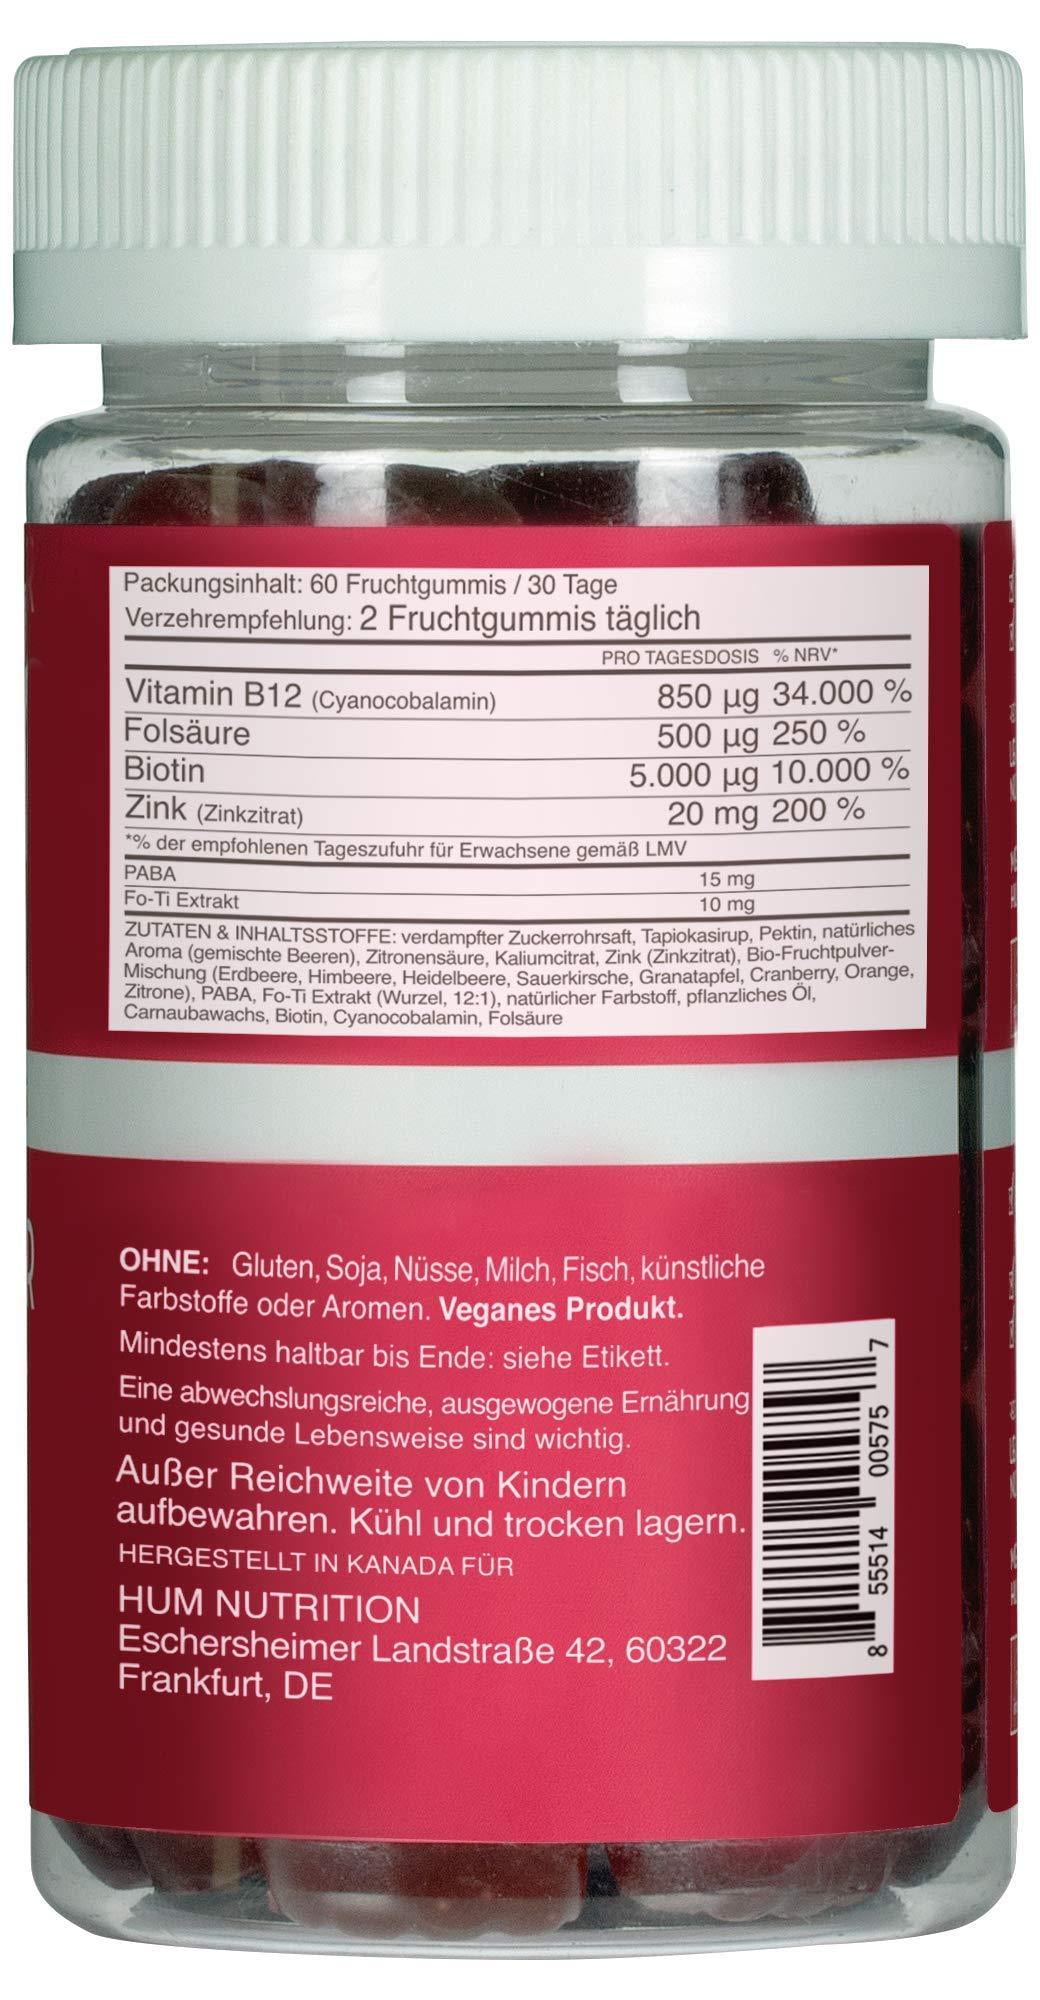 Packungsinhalt: 60 Fruchtgummis / 30 Tage
Verzehrempfehlung: 2 Fruchtgummis täglich
PRO TAGESDOSIS % NRV*
Vitamin B12 (Cyanocobalamin) 850 µg 34.000 %
Folsäure 500 µg 250 %
Biotin 5.000 µg 10.000 %
Zink (Zinkzitrat) 20 mg 200 %
*% der empfohlenen Tageszufuhr für Erwachsene gemäß LMV
PABA 15 mg
Fo-Ti Extrakt 10 mg
ZUTATEN & INHALTSSTOFFE: verdampfter Zuckerrohrsaft, Tapiokasirup, Pektin, natürliches
Aroma (gemischte Beeren), Zitronensäure, Kaliumcitrat, Zink (Zinkzitrat), Bio-Fruchtpulver-
Mischung (Erdbeere, Himbeere, Heidelbeere, Sauerkirsche, Granatapfel, Cranberry, Orange,
Zitrone), PABA, Fo-Ti Extrakt (Wurzel, 12:1), natürlicher Farbstoff, pflanzliches Öl,
Carnaubawachs, Biotin, Cyanocobalamin, Folsäure
OHNE: Gluten, Soja, Nüsse, Milch, Fisch, künstliche
Farbstoffe oder Aromen. Veganes Produkt.
Mindestens haltbar bis Ende: siehe Etikett.
Eine abwechslungsreiche, ausgewogene Ernährung
und gesunde Lebensweise sind wichtig.
Außer Reichweite von Kindern
aufbewahren. Kühl und trocken lagern.
HERGESTELLT IN KANADA FÜR
HUM NUTRITION
Eschersheimer Landstraße 42, 60322
Frankfurt, DE
8 55514 00575 7